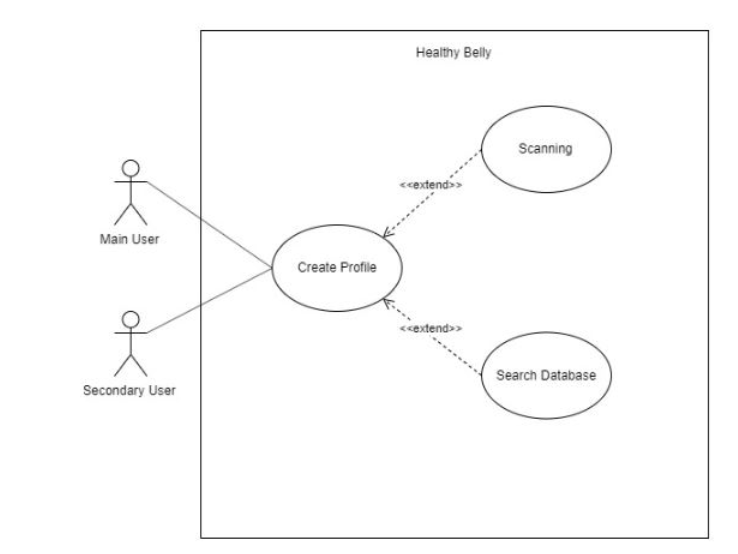 Healthy Belly
Scanning
<<extend>>
Main User
Create Profile
<<extend>>
Search Database
Secondary User